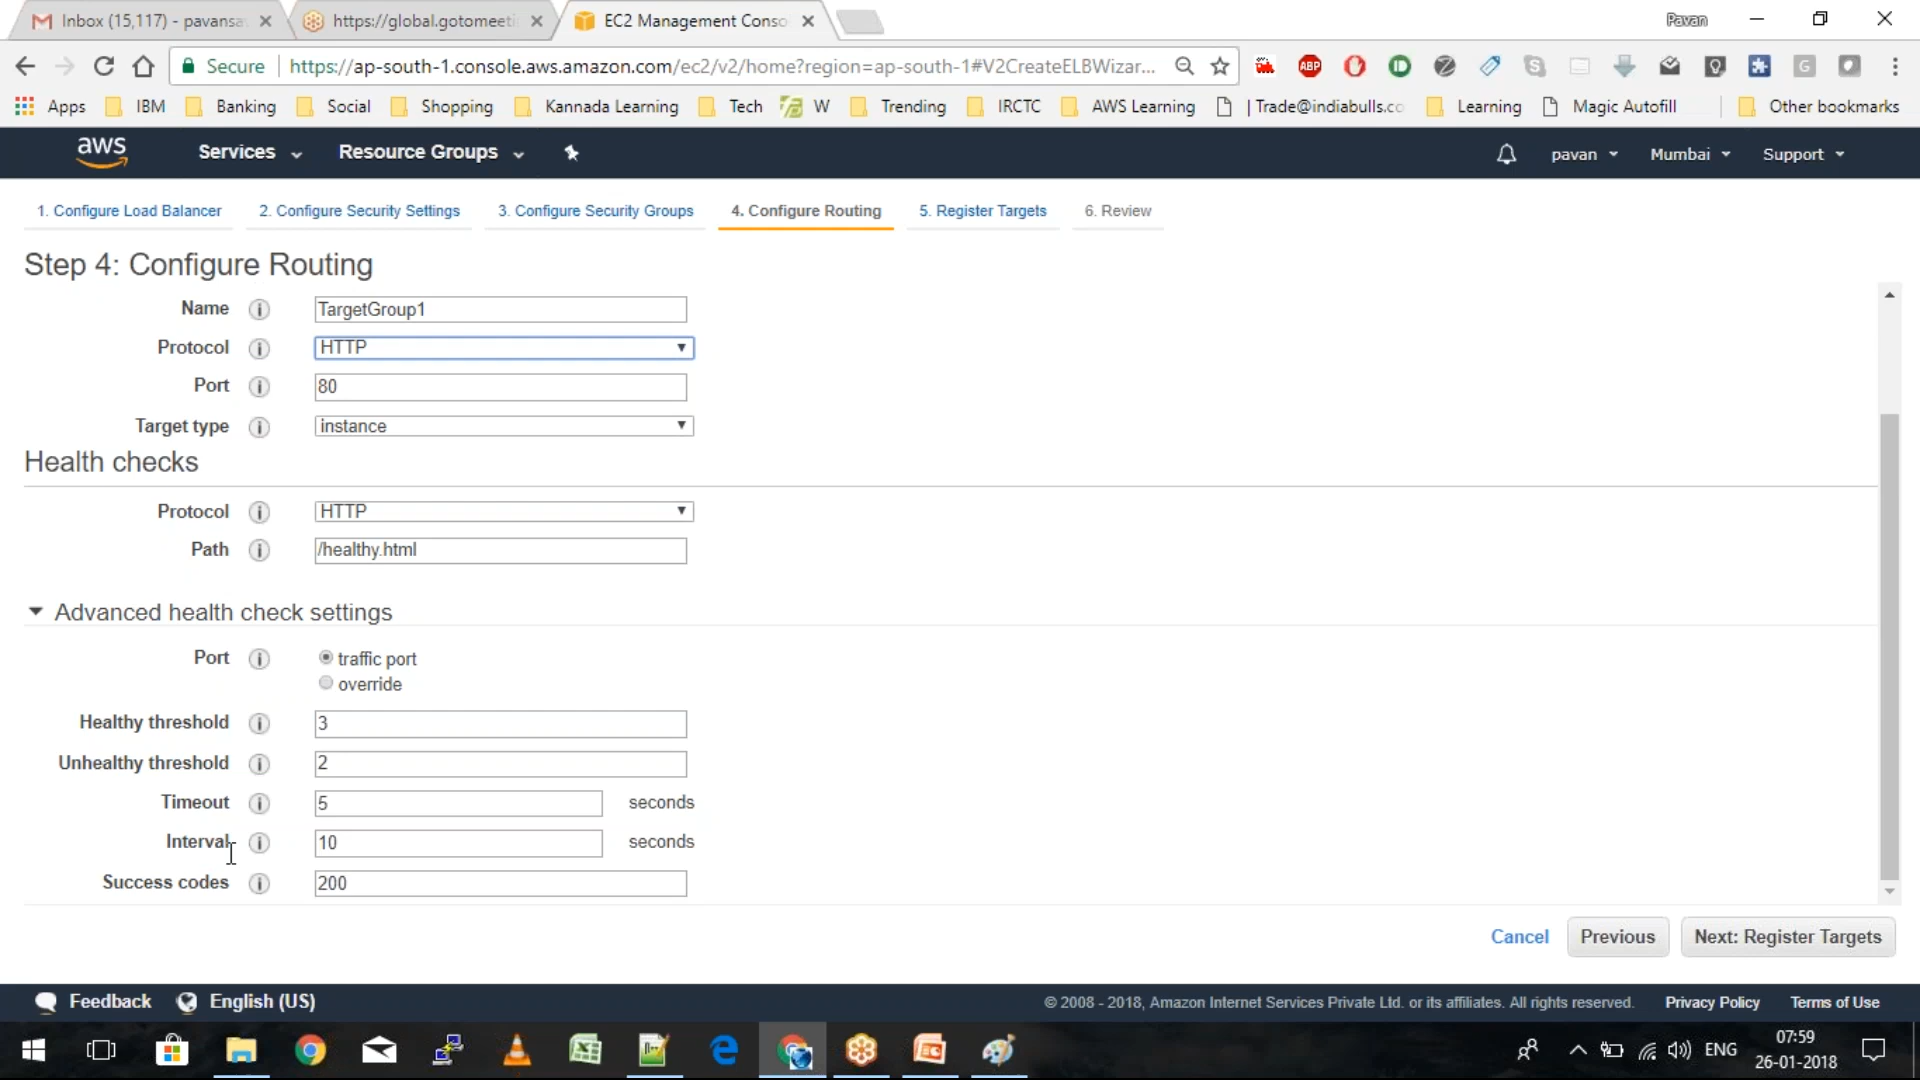 Inbox (15,117) - pavansa
https://global.gotomeeti
EC2 Management Conso
Pavan
Secure
https://ap-south-1.console.aws.amazon.com/ec2/v2/home?region=ap-south-1#V2CreateELBWizar...
Apps
IBM
Banking
Social
Shopping
Kannada Learning
Tech
W
Trending
IRCTC
AWS Learning
| Trade@indiabulls.co
Learning
Magic Autofill
Other bookmarks
aws
Services
Resource Groups
pavan
Mumbai
Support
1. Configure Load Balancer
2. Configure Security Settings
3. Configure Security Groups
4. Configure Routing
5. Register Targets
6. Review
Step 4: Configure Routing
Name
TargetGroup1
Protocol
HTTP
Port
80
Target type
instance
Health checks
Protocol
HTTP
Path
/healthy.html
Advanced health check settings
Port
traffic port
override
Healthy threshold
3
Unhealthy threshold
2
Timeout
5
seconds
Interval
10
seconds
Success codes
200
Cancel
Previous
Next: Register Targets
Feedback
English (US)
© 2008 - 2018, Amazon Internet Services Private Ltd. or its affiliates. All rights reserved.
Privacy Policy
Terms of Use
ENG
07:59
26-01-2018